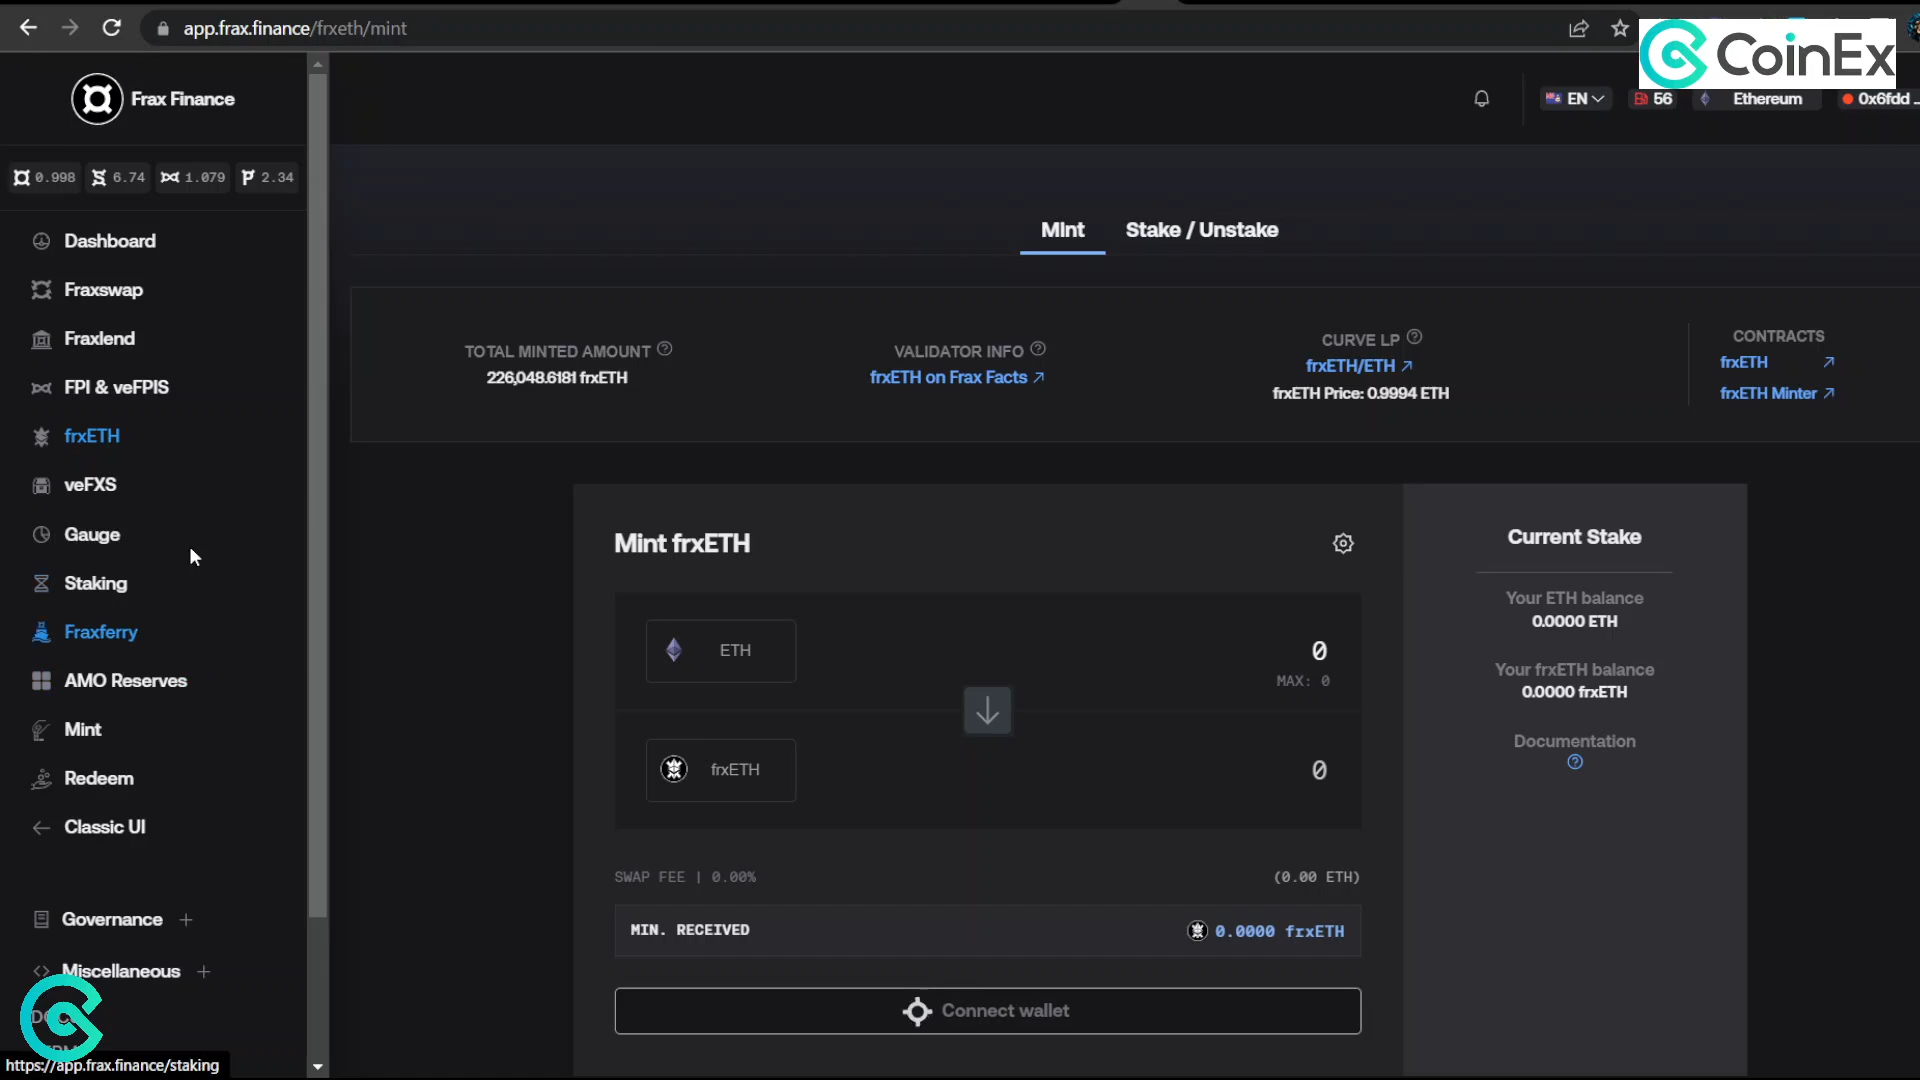 app.frax.finance/frxeth/mint
CoinEx
Frax Finance
EN
56
Ethereum
0x6fdd ...
0.998
6.74
1.079
2.34
Dashboard
Fraxswap
Fraxlend
FPI & veFPIS
frxETH
veFXS
Gauge
Staking
Fraxferry
AMO Reserves
Mint
Redeem
Classic UI
Governance +
Miscellaneous +
https://app.frax.finance/staking
Mint
Stake / Unstake
TOTAL MINTED AMOUNT
226,048.6181 frxETH
VALIDATOR INFO
frxETH on Frax Facts ↗
CURVE LP
frxETH/ETH ↗
frxETH Price: 0.9994 ETH
CONTRACTS
frxETH ↗
frxETH Minter ↗
Mint frxETH
ETH
0
MAX: 0
frxETH
0
SWAP FEE | 0.00%
(0.00 ETH)
MIN. RECEIVED
0.0000 frxETH
Connect wallet
Current Stake
Your ETH balance
0.0000 ETH
Your frxETH balance
0.0000 frxETH
Documentation